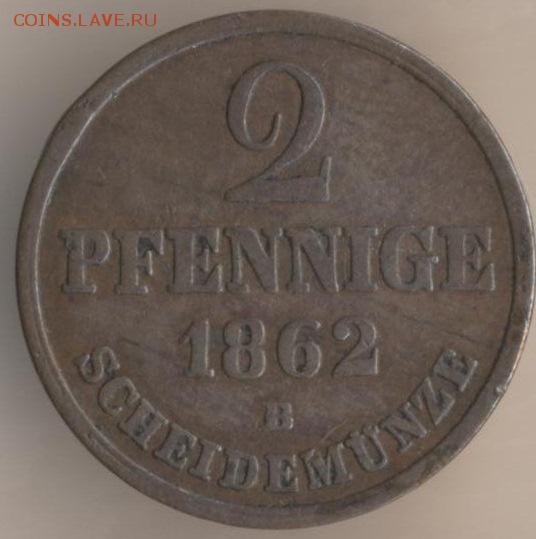 COINS.LAVE.RU
2
PFENNIGE
1862
B
SCHEIDEMÜNZE